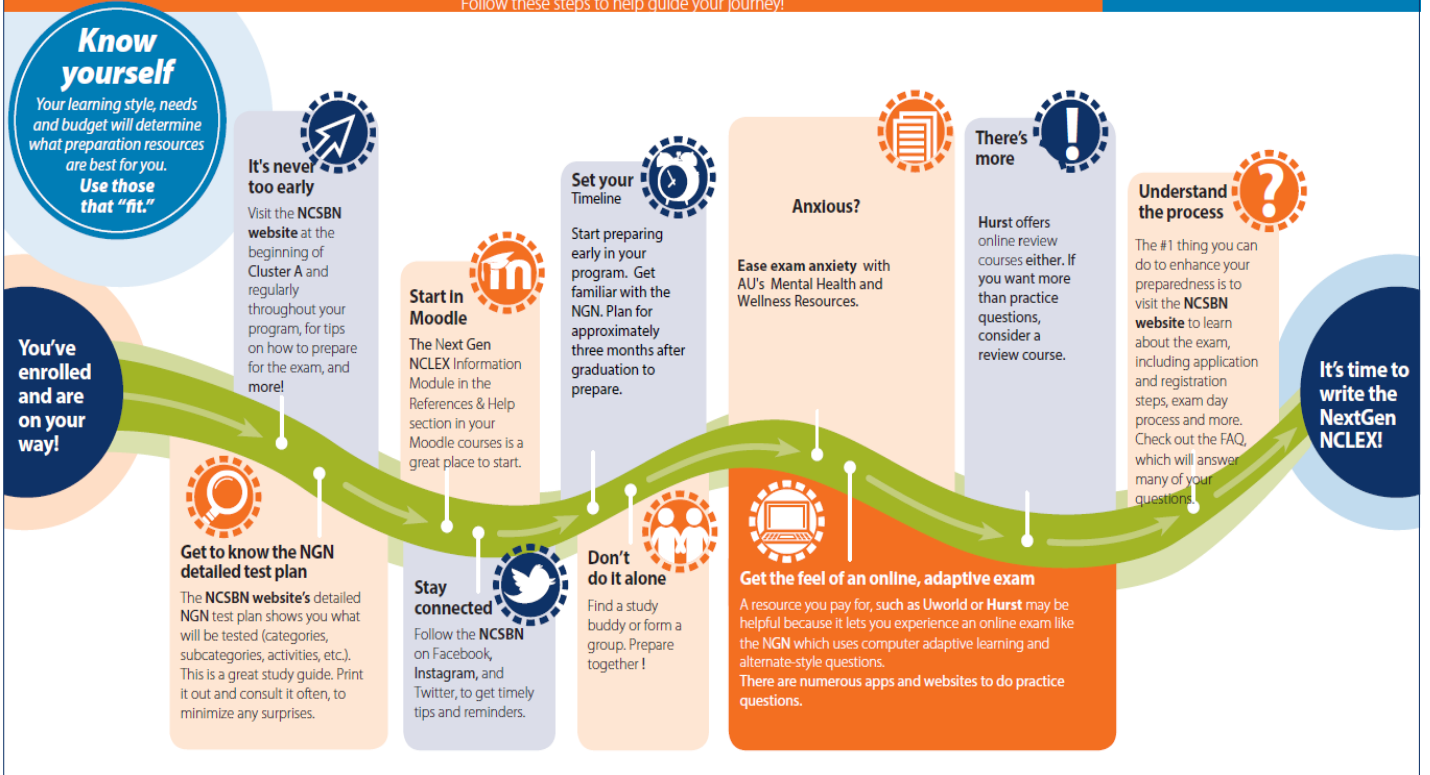 Follow these steps to help guide your journey!
Know
yourself
Your learning style, needs
and budget will determine
what preparation resources
are best for you.
Use those
that “fit.”
You’ve
enrolled
and are
on your
way!
It's never
too early
Visit the NCSBN
website at the
beginning of
Cluster A and
regularly
throughout your
program, for tips
on how to prepare
for the exam, and
more!
Get to know the NGN
detailed test plan
The NCSBN website’s detailed
NGN test plan shows you what
will be tested (categories,
subcategories, activities, etc.).
This is a great study guide. Print
it out and consult it often, to
minimize any surprises.
Start in
Moodle
The Next Gen
NCLEX Information
Module in the
References & Help
section in your
Moodle courses is a
great place to start.
Stay
connected
Follow the NCSBN
on Facebook,
Instagram, and
Twitter, to get timely
tips and reminders.
Set your
Timeline
Start preparing
early in your
program. Get
familiar with the
NGN. Plan for
approximately
three months after
graduation to
prepare.
Don’t
do it alone
Find a study
buddy or form a
group. Prepare
together !
Anxious?
Ease exam anxiety with
AU's Mental Health and
Wellness Resources.
Get the feel of an online, adaptive exam
A resource you pay for, such as Uworld or Hurst may be
helpful because it lets you experience an online exam like
the NGN which uses computer adaptive learning and
alternate-style questions.
There are numerous apps and websites to do practice
questions.
There’s
more
Hurst offers
online review
courses either. If
you want more
than practice
questions,
consider a
review course.
Understand
the process
The #1 thing you can
do to enhance your
preparedness is to
visit the NCSBN
website to learn
about the exam,
including application
and registration
steps, exam day
process and more.
Check out the FAQ,
which will answer
many of your
questions.
It’s time to
write the
NextGen
NCLEX!